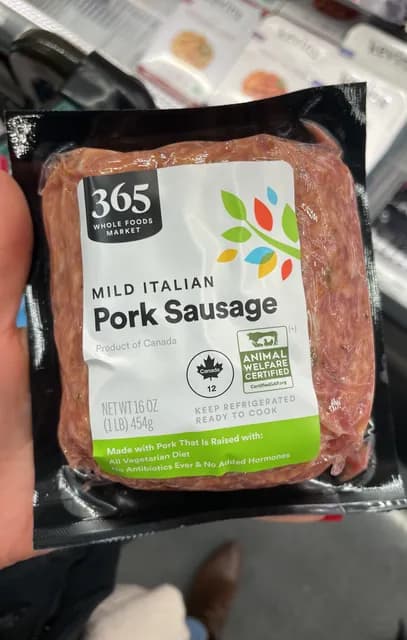 365
WHOLE FOODS
MARKET
MILD ITALIAN
Pork Sausage
Product of Canada
Canada
12
ANIMAL
WELFARE
CERTIFIED
CertifiedGAP.org
NET WT 16 OZ
(1 LB) 454g
KEEP REFRIGERATED
READY TO COOK
Made with Pork That Is Raised with:
All Vegetarian Diet
No Antibiotics Ever & No Added Hormones